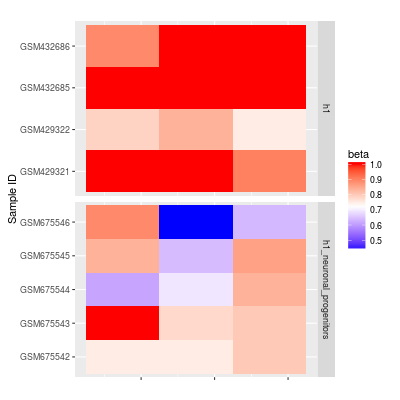 GSM432686
GSM432685
GSM429322
GSM429321
h1
GSM675546
GSM675545
GSM675544
GSM675543
GSM675542
h1_neuronal_progenitors
Sample ID
beta
1.0
0.9
0.8
0.7
0.6
0.5